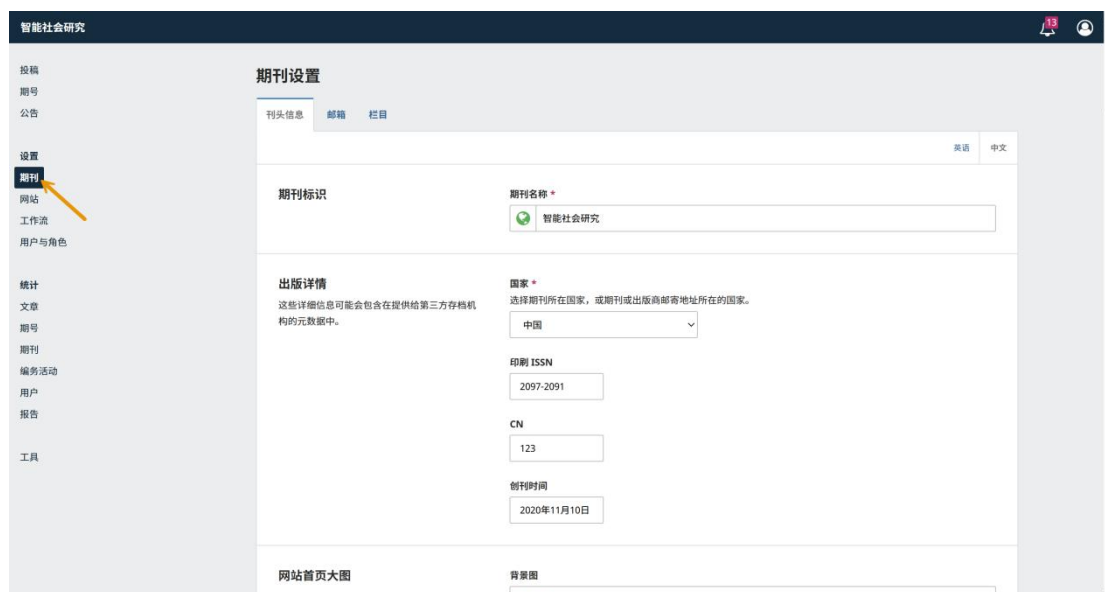 智能社会研究
13
投稿
期号
公告
设置
期刊
网站
工作流
用户与角色
统计
文章
期号
期刊
编务活动
用户
报告
工具
期刊设置
刊头信息 邮箱 栏目
英语 中文
期刊标识
期刊名称 *
智能社会研究
出版详情
这些详细信息可能会包含在提供给第三方存档机
构的元数据中。
国家 *
选择期刊所在国家，或期刊或出版商邮寄地址所在的国家。
中国
印刷 ISSN
2097-2091
CN
123
创刊时间
2020年11月10日
网站首页大图
背景图